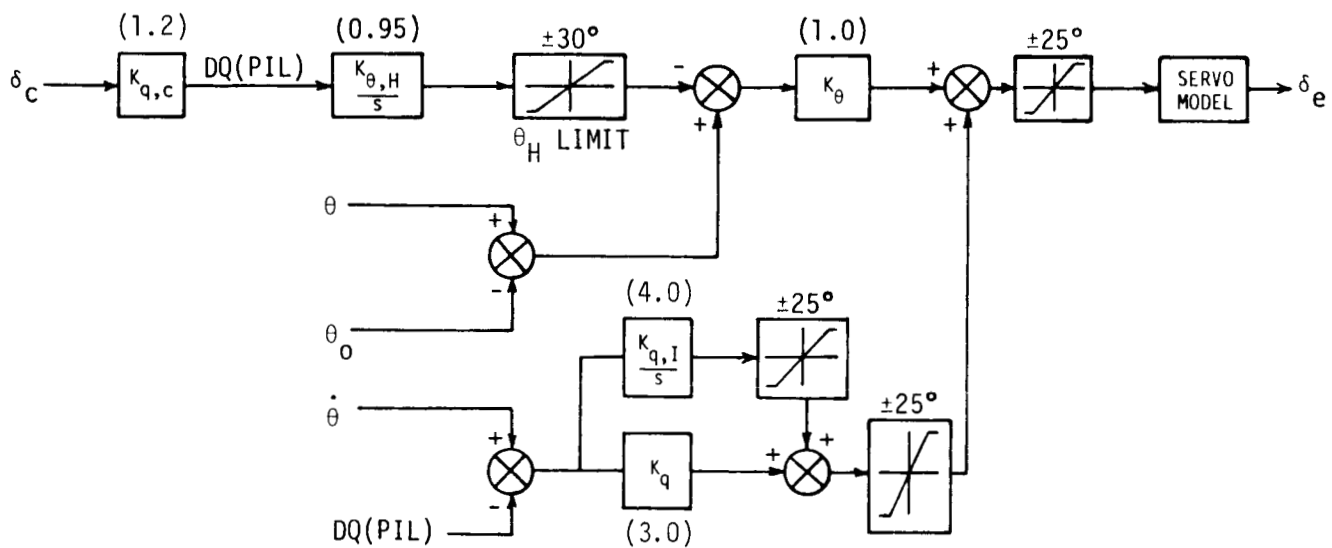 (1.2)
(0.95)
±30°
(1.0)
±25°
δc
Kq,c
DQ(PIL)
Kθ,H
s
-
+
Kθ
+
+
SERVO
MODEL
δe
θH LIMIT
θ
+
-
θo
(4.0)
±25°
Kq,I
s
θ̇
+
-
DQ(PIL)
Kq
(3.0)
+
+
±25°